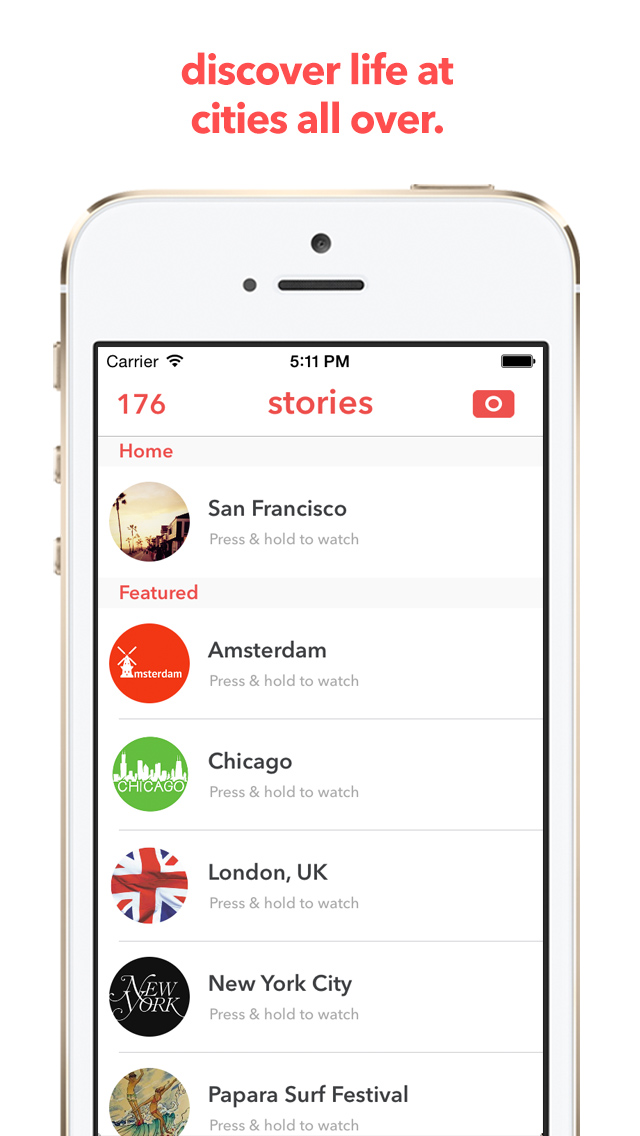 discover life at
cities all over.
Carrier 5:11 PM
176 stories
Home
San Francisco
Press & hold to watch
Featured
Amsterdam
msterdam
Press & hold to watch
Chicago
CHICAGO
Press & hold to watch
London, UK
Press & hold to watch
New York City
NEW
YORK
Press & hold to watch
Papara Surf Festival
Press & hold to watch